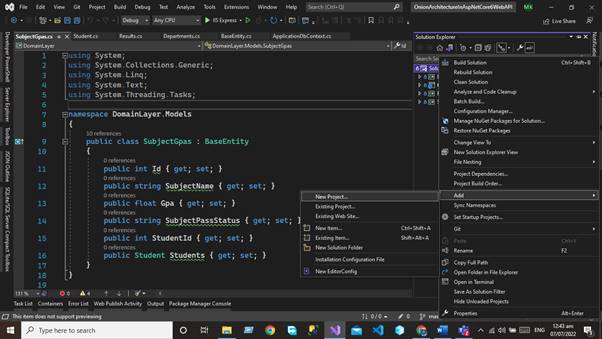 File Edit View Git Project Build Debug Test Analyze Tools Extensions Window Help Search (Ctrl+Q) OnionArchitectureInAspNetCore6WebAPI MK
Debug Any CPU IIS Express Live Share
SubjectGpas.cs Student.cs Results.cs Departments.cs BaseEntity.cs ApplicationDbContext.cs
DomainLayer DomainLayer.Models.SubjectGpas Id
Solution Explorer
Developer PowerShell
Server Explorer
Toolbox
JSON Outline
SQLite/SQL Server Compact Toolbox
1 using System;
2 using System.Collections.Generic;
3 using System.Linq;
4 using System.Text;
5 using System.Threading.Tasks;
6
7 namespace DomainLayer.Models
8 {
10 references
9 public class SubjectGpas : BaseEntity
10 {
0 references
11 public int Id { get; set; }
0 references
12 public string SubjectName { get; set; }
0 references
13 public float Gpa { get; set; }
0 references
14 public string SubjectPassStatus { get; set; }
0 references
15 public int StudentId { get; set; }
0 references
16 public Student Students { get; set; }
17 }
18 }
19
New Project...
Existing Project...
Existing Web Site...
New Item... Ctrl+Shift+A
Existing Item... Shift+Alt+A
New Solution Folder
Installation Configuration File
New EditorConfig
Build Solution Ctrl+Shift+B
Rebuild Solution
Clean Solution
Analyze and Code Cleanup
Batch Build...
Configuration Manager...
Manage NuGet Packages for Solution...
Restore NuGet Packages
Change View To
New Solution Explorer View
File Nesting
Project Dependencies...
Project Build Order...
Add
Sync Namespaces
Set Startup Projects...
Git
Paste Ctrl+V
Rename F2
Copy Full Path
Open Folder in File Explorer
Open in Terminal
Save As Solution Filter
Hide Unloaded Projects
Properties Alt+Enter
131 % 0 4
Task List Containers Error List Web Publish Activity Output Package Manager Console
This item does not support previewing 0 / 0 0
Type here to search ENG 12:43 am 07/07/2022